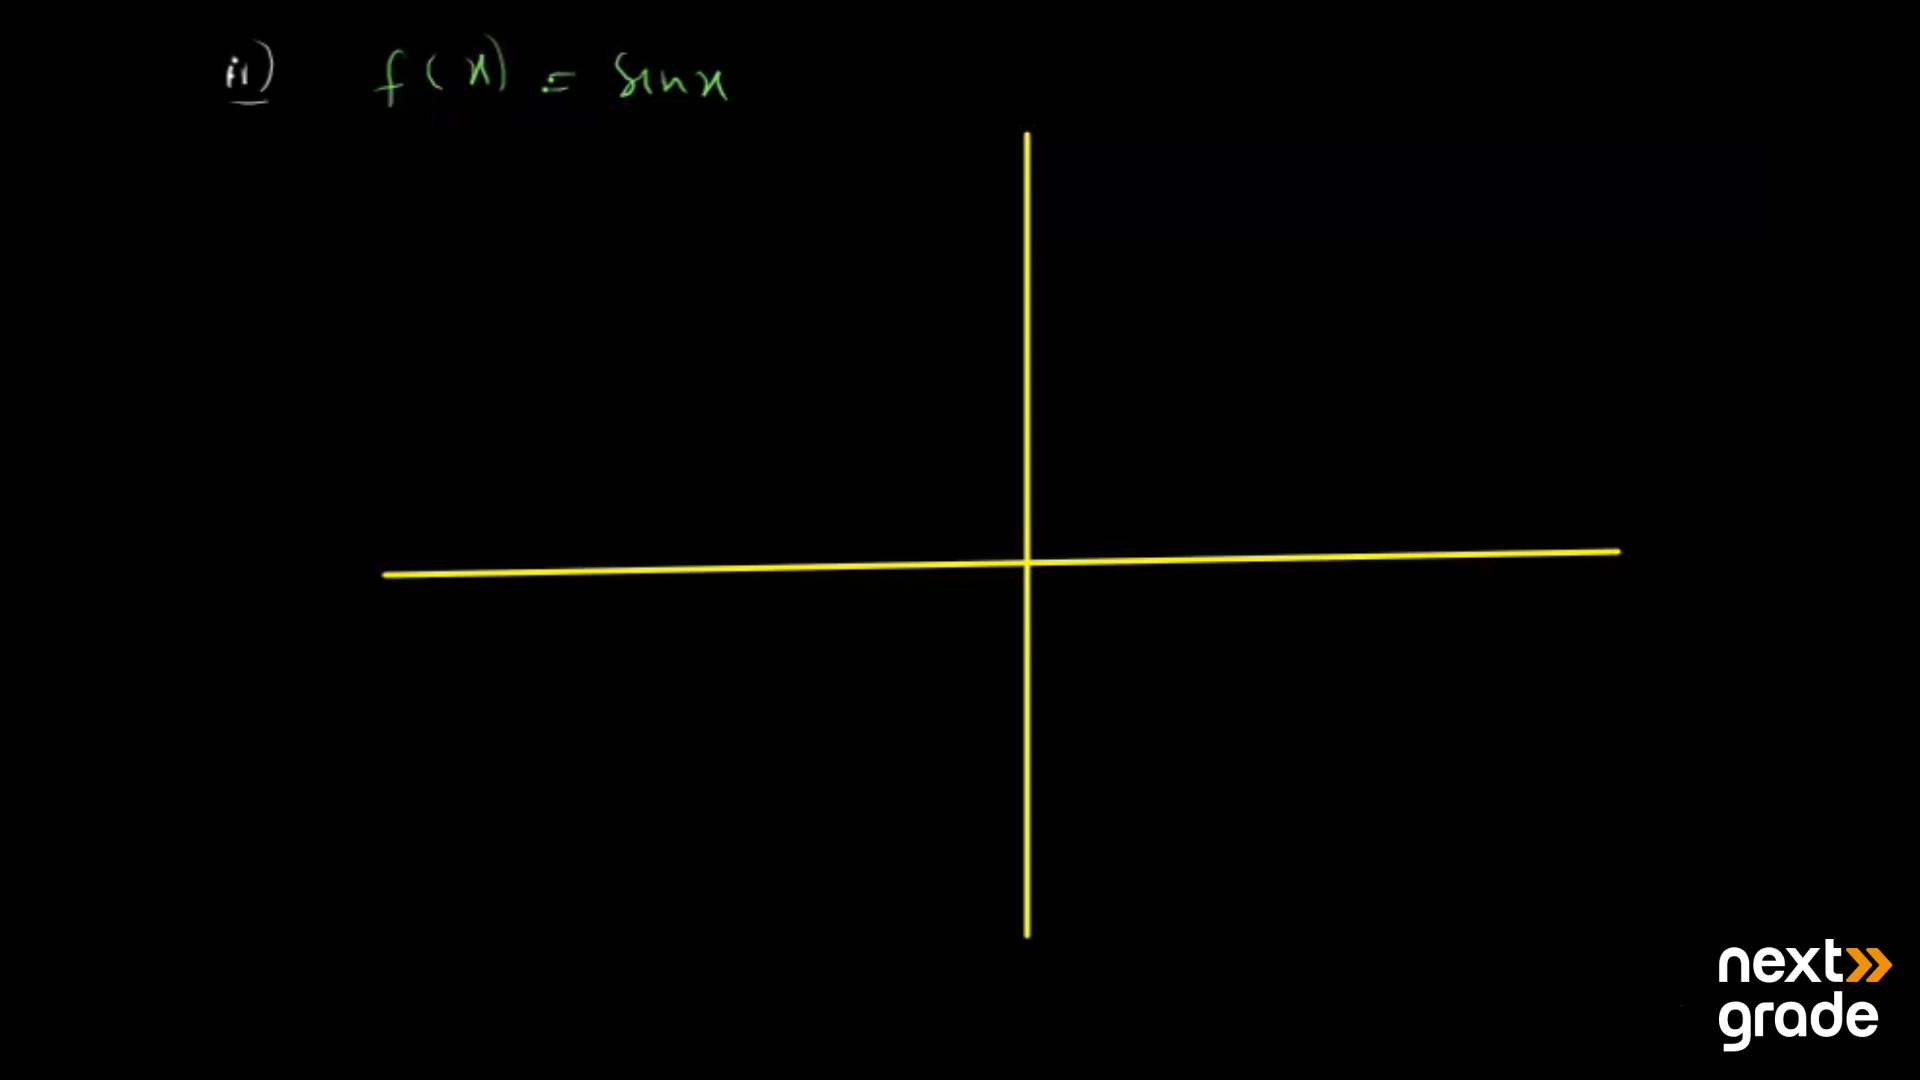 ii) f(x) = sinx
next
grade